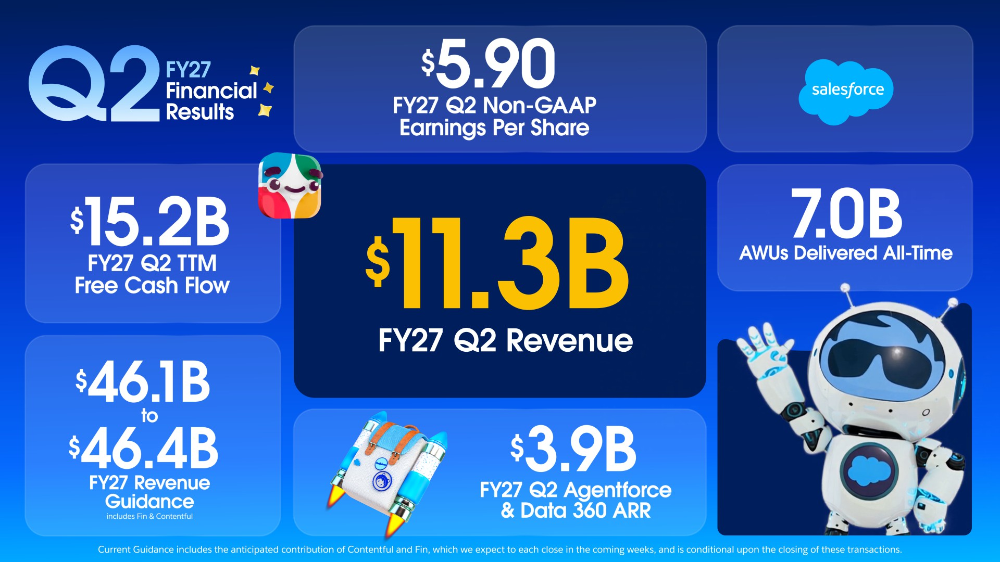 Q2
FY27
Financial
Results
$5.90
FY27 Q2 Non-GAAP
Earnings Per Share
salesforce
$15.2B
FY27 Q2 TTM
Free Cash Flow
$11.3B
FY27 Q2 Revenue
7.0B
AWUs Delivered All-Time
$46.1B
to
$46.4B
FY27 Revenue
Guidance
includes Fin & Contentful
$3.9B
FY27 Q2 Agentforce
& Data 360 ARR
Current Guidance includes the anticipated contribution of Contentful and Fin, which we expect to each close in the coming weeks, and is conditional upon the closing of these transactions.